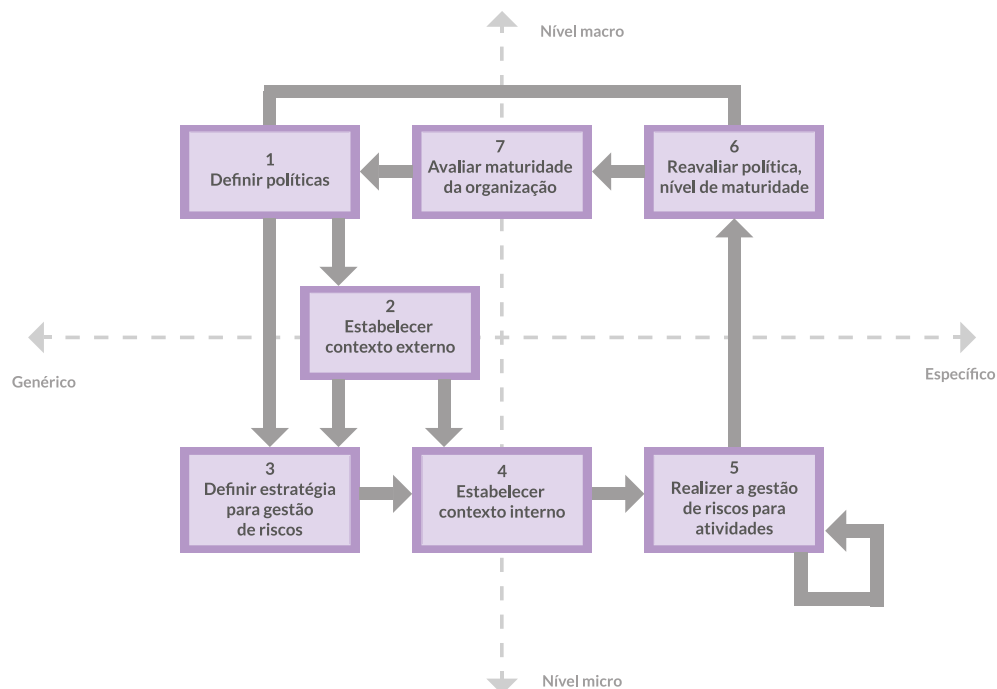 Nível macro
1
Definir políticas
7
Avaliar maturidade
da organização
6
Reavaliar política,
nível de maturidade
2
Estabelecer
contexto externo
Genérico
Específico
3
Definir estratégia
para gestão
de riscos
4
Estabelecer
contexto interno
5
Realizer a gestão
de riscos para
atividades
Nível micro